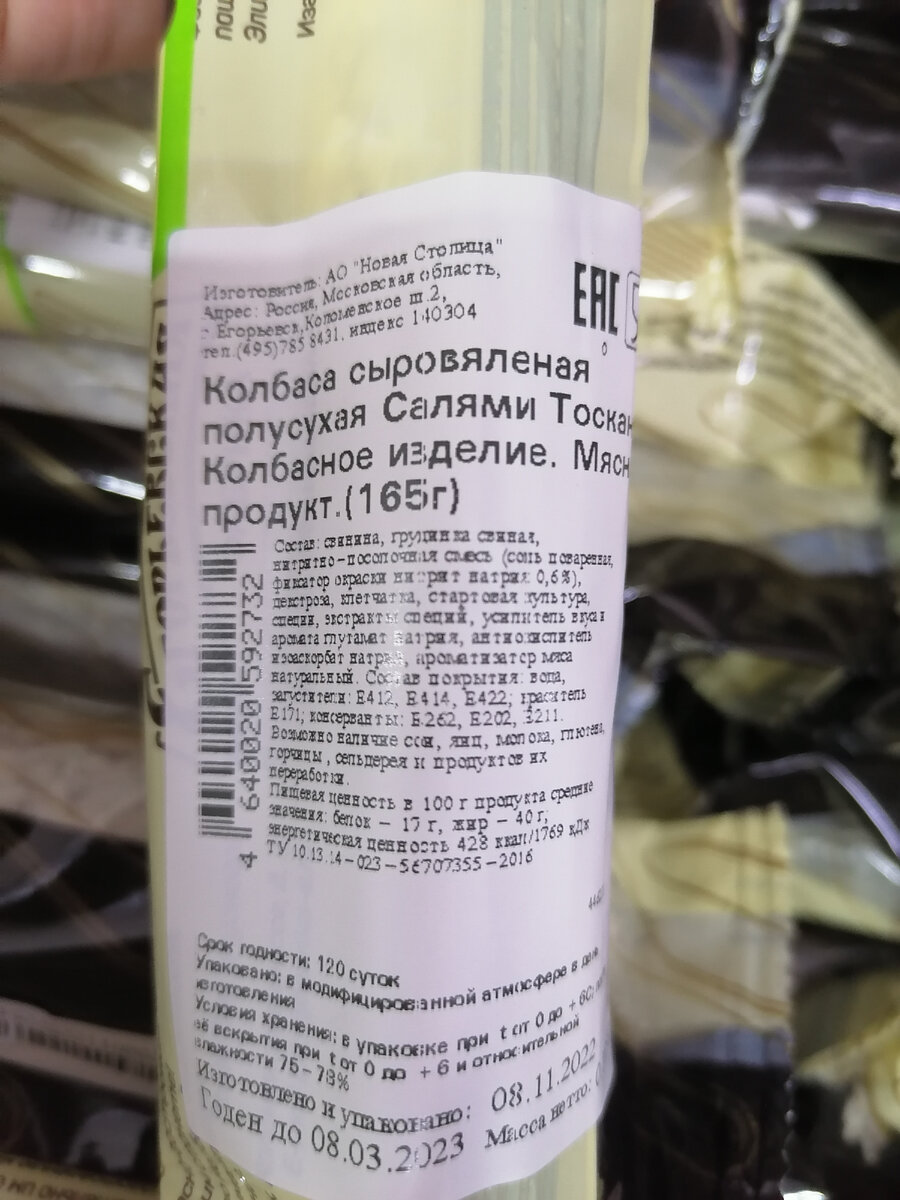 Изготовитель: АО "Новая Столица"
Адрес: Россия, Московская область,
г. Егорьевск, Коломенское ш.2,
тел.(495)785 8431. индекс 140304
ЕАС
Колбаса сыровяленая
полусухая Салями Тоскан
Колбасное изделие. Мясн
продукт.(165г)
Состав: свинина, грудинка свиная,
нитритно-посолочная смесь (соль поваренная,
фиксатор окраски нитрит натрия 0,6%),
декстроза, клетчатка, стартовая культура,
специи, экстракты специй, усилитель вкуса и
аромата глутамат натрия, антиокислитель
изоаскорбат натрия, ароматизатор мяса
натуральный. Состав покрытия: вода,
загустители: Е412, Е414, Е422; краситель
Е171; консерванты: Е262, Е202, Е211.
Возможно наличие сои, яиц, молока, глютена,
горчицы, сельдерея и продуктов их
переработки.
Пищевая ценность в 100 г продукта средние
значения: белок - 17 г, жир - 40 г,
энергетическая ценность 428 ккал/1769 кДж
ТУ 10.13.14-023-56707355-2016
4 640020 592732
Срок годности: 120 суток
Упаковано: в модифицированной атмосфере в день
изготовления
Условия хранения: в упаковке при t от 0 до +6С,
её вскрытия при t от 0 до +6 и относительной
влажности 75-78%
Изготовлено и упаковано: 08.11.2022
Годен до 08.03.2023 Масса нетто: